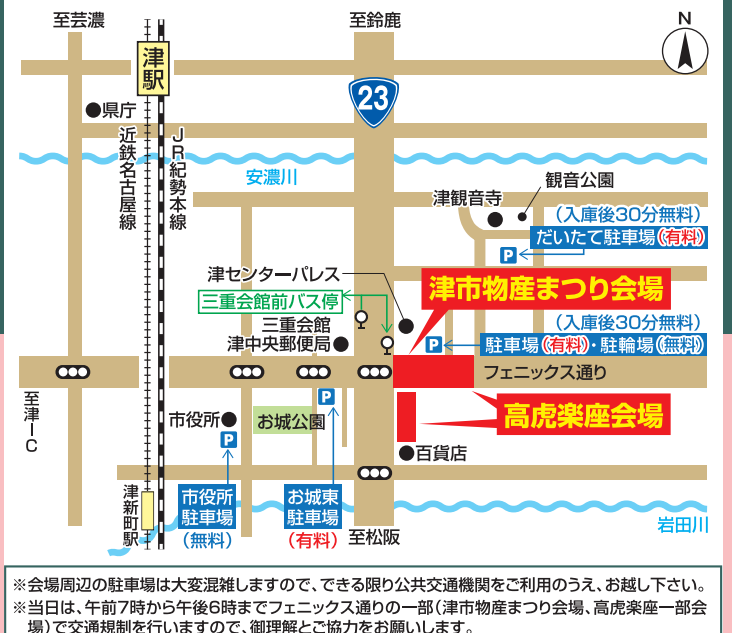 至芸濃
至鈴鹿
N
津駅
23
県庁
近鉄名古屋線
JR紀勢本線
安濃川
観音公園
津観音寺
(入庫後30分無料)
だいたて駐車場(有料)
P
津センターパレス
津市物産まつり会場
三重会館前バス停
三重会館
(入庫後30分無料)
津中央郵便局
P
駐車場(有料)・駐輪場(無料)
フェニックス通り
至津IC
P
市役所
お城公園
高虎楽座会場
P
百貨店
津新町駅
市役所
駐車場
(無料)
お城東
駐車場
(有料)
至松阪
岩田川
※会場周辺の駐車場は大変混雑しますので、できる限り公共交通機関をご利用のうえ、お越し下さい。
※当日は、午前7時から午後6時までフェニックス通りの一部(津市物産まつり会場、高虎楽座一部会
場)で交通規制を行いますので、御理解とご協力をお願いします。